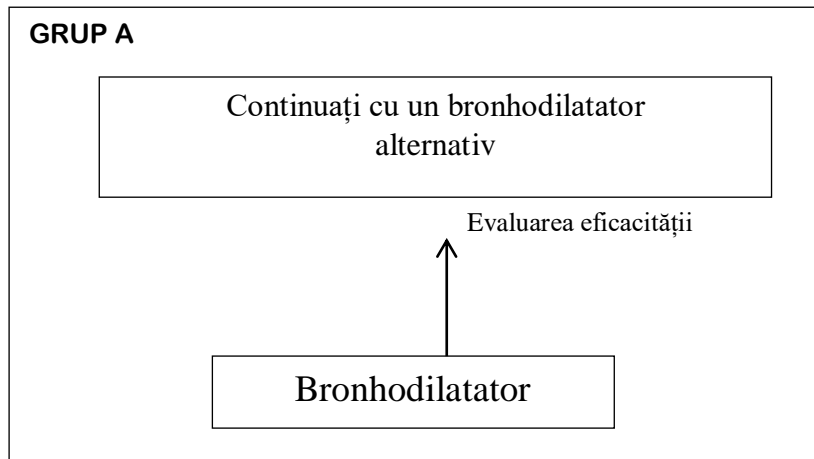 GRUP A
Continuați cu un bronhodilatator
alternativ
Evaluarea eficacității
Bronhodilatator